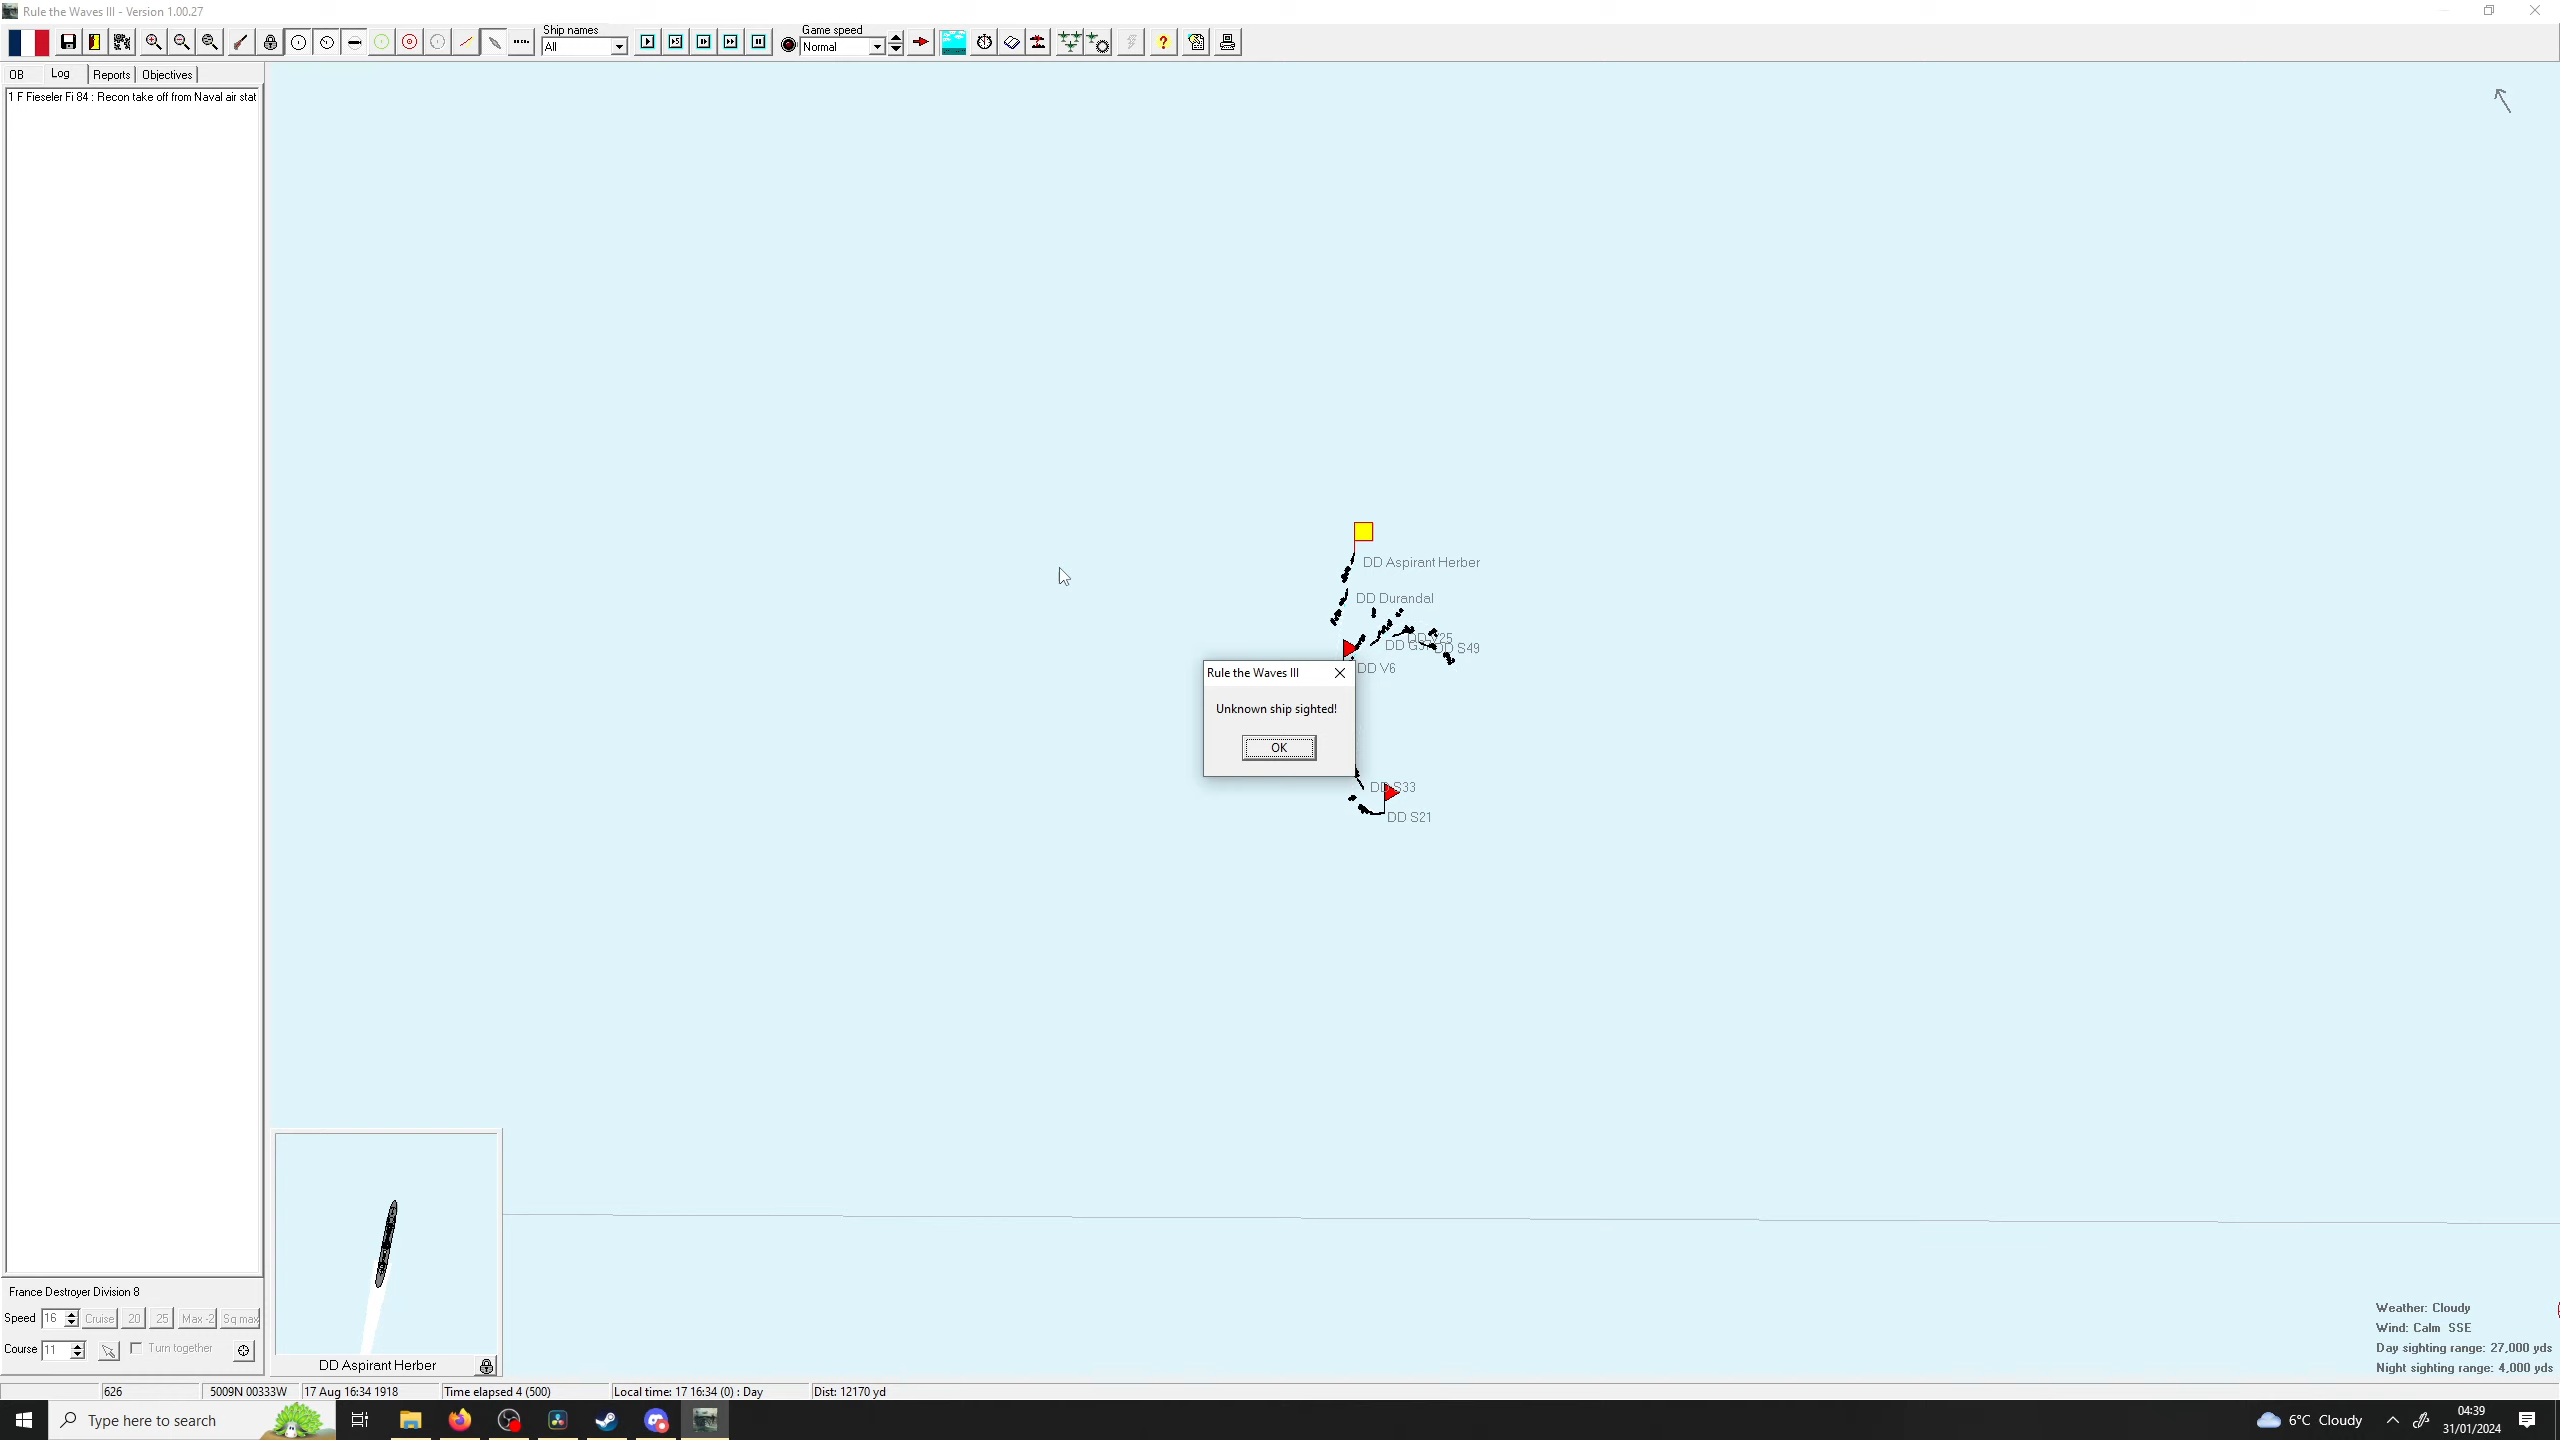 Rule the Waves III - Version 1.00.27
Ship names
All
Game speed
Normal
OB
Log
Reports
Objectives
1 F Fieseler Fi 84 : Recon take off from Naval air stat
DD Aspirant Herber
DD Durandal
DD V25
DD S49
DD V6
Rule the Waves III
Unknown ship sighted!
OK
DD S33
DD S21
France Destroyer Division 8
Speed 16 Cruise 20 25 Max -2 Sq max
Course 11 Turn together
DD Aspirant Herber
Weather: Cloudy
Wind: Calm SSE
Day sighting range: 27,000 yds
Night sighting range: 4,000 yds
626
5009N 00333W
17 Aug 16:34 1918
Time elapsed 4 (500)
Local time: 17 16:34 (0) : Day
Dist: 12170 yd
Type here to search
6°C Cloudy
04:39
31/01/2024